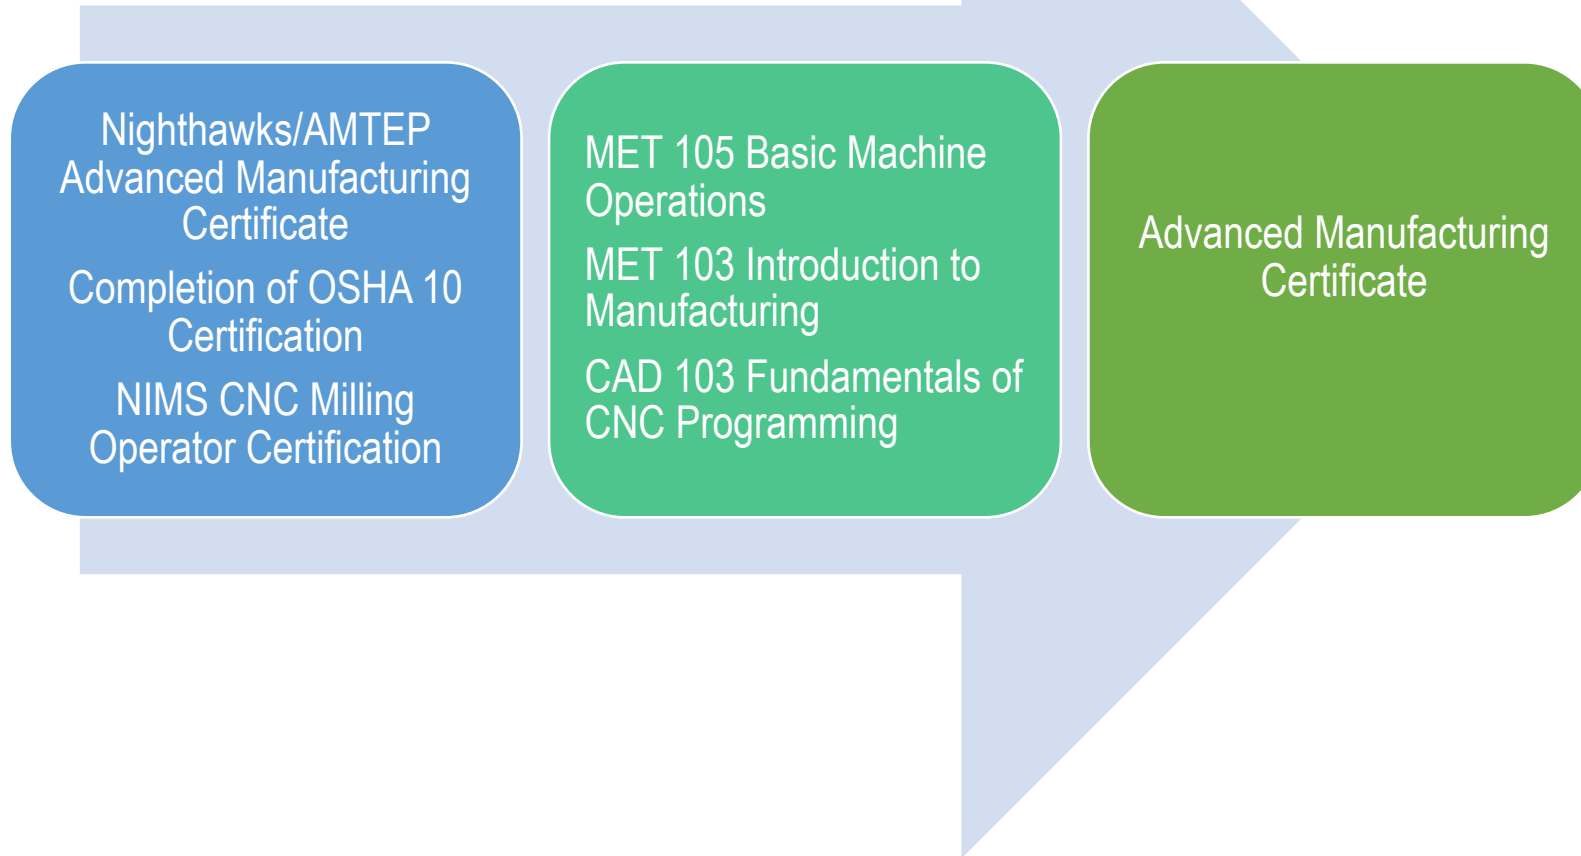 Nighthawks/AMTEP
Advanced Manufacturing
Certificate
Completion of OSHA 10
Certification
NIMS CNC Milling
Operator Certification
MET 105 Basic Machine
Operations
MET 103 Introduction to
Manufacturing
CAD 103 Fundamentals of
CNC Programming
Advanced Manufacturing
Certificate